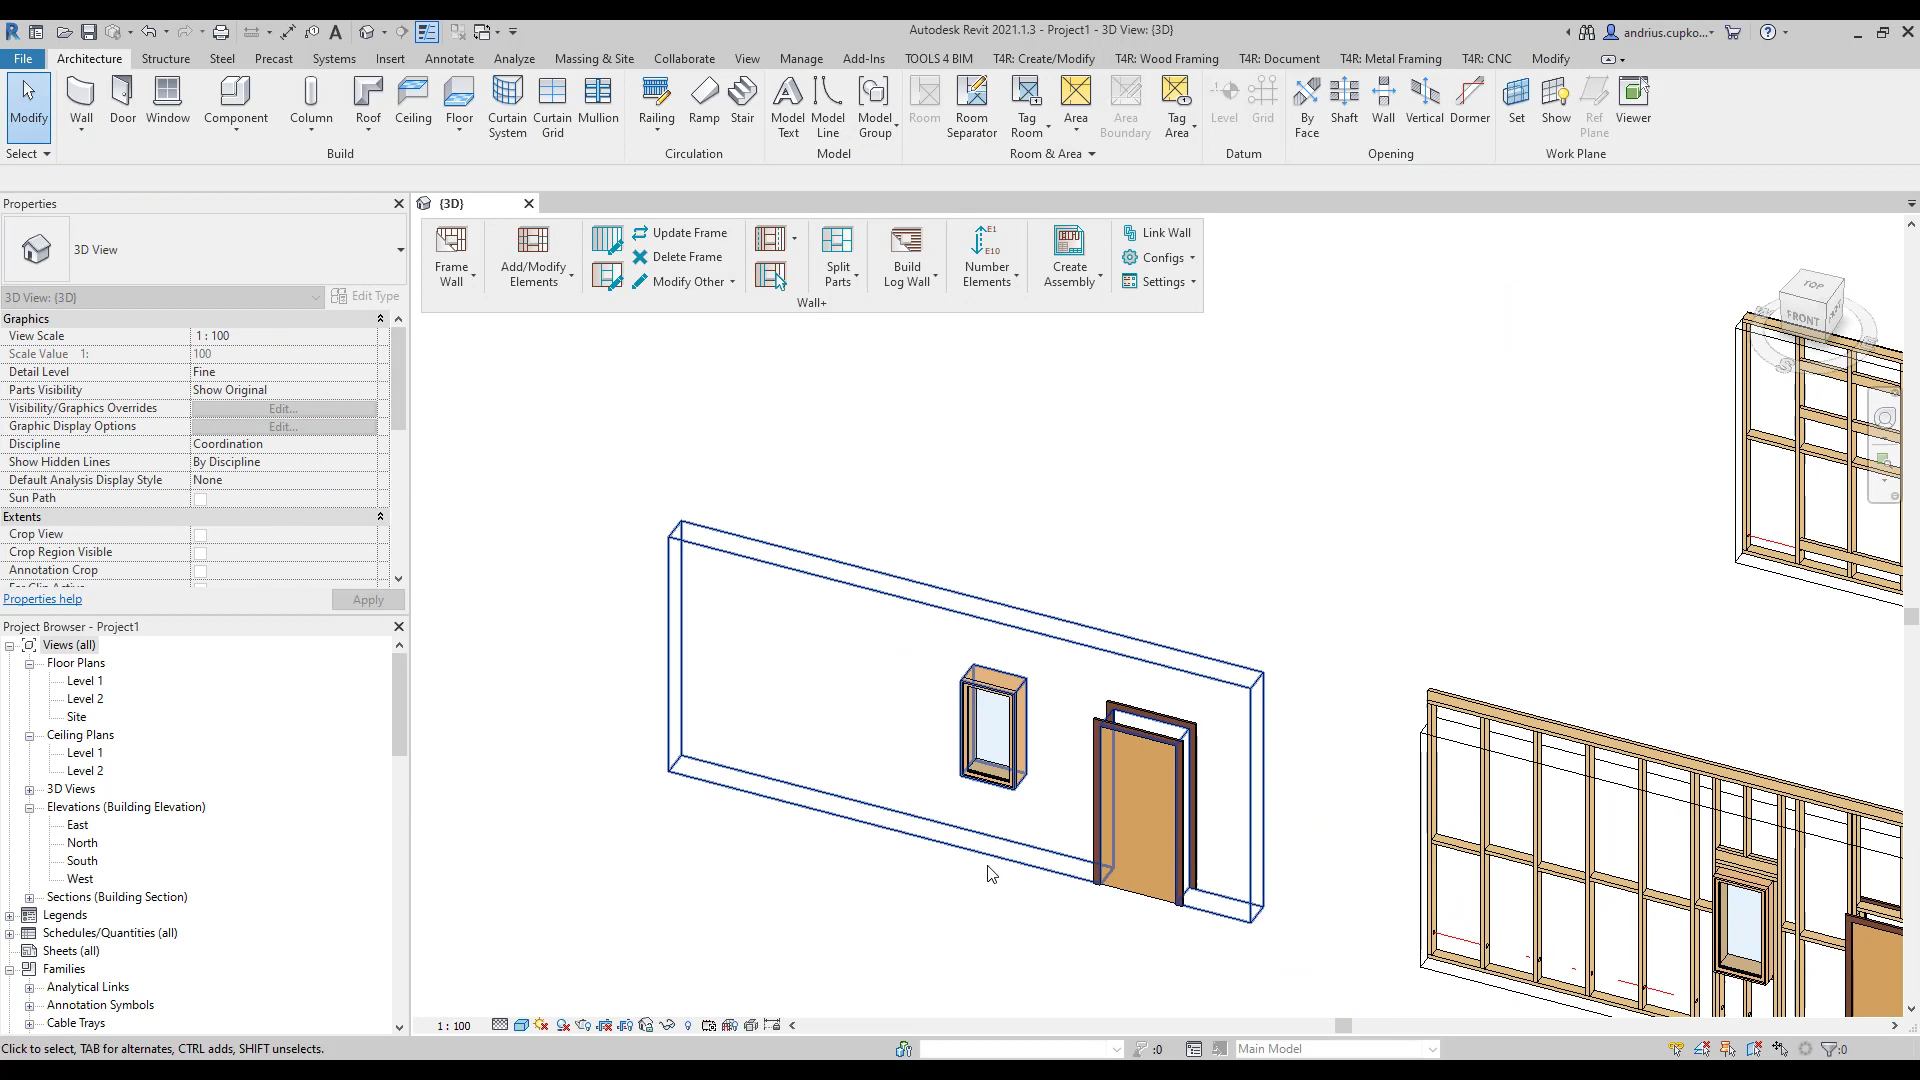 Autodesk Revit 2021.1.3 - Project1 - 3D View: {3D}
andrius.cupko...
File Architecture Structure Steel Precast Systems Insert Annotate Analyze Massing & Site Collaborate View Manage Add-Ins TOOLS 4 BIM T4R: Create/Modify T4R: Wood Framing T4R: Document T4R: Metal Framing T4R: CNC Modify
Modify Wall Door Window Component Column Roof Ceiling Floor Curtain System Curtain Grid Mullion Railing Ramp Stair Model Text Model Line Model Group Room Room Separator Tag Room Area Area Boundary Tag Area Level Grid By Face Shaft Wall Vertical Dormer Set Show Ref Plane Viewer
Select Build Circulation Model Room & Area Datum Opening Work Plane
Properties
{3D}
3D View
3D View: {3D}
Edit Type
Graphics
View Scale 1 : 100
Scale Value 1: 100
Detail Level Fine
Parts Visibility Show Original
Visibility/Graphics Overrides Edit...
Graphic Display Options Edit...
Discipline Coordination
Show Hidden Lines By Discipline
Default Analysis Display Style None
Sun Path
Extents
Crop View
Crop Region Visible
Annotation Crop
Properties help
Apply
Frame Wall
Add/Modify Elements
Update Frame
Delete Frame
Modify Other
Split Parts
Build Log Wall
E1
E10
Number Elements
Create Assembly
Link Wall
Configs
Settings
Wall+
TOP
FRONT
Project Browser - Project1
Views (all)
Floor Plans
Level 1
Level 2
Site
Ceiling Plans
Level 1
Level 2
3D Views
Elevations (Building Elevation)
East
North
South
West
Sections (Building Section)
Legends
Schedules/Quantities (all)
Sheets (all)
Families
Analytical Links
Annotation Symbols
Cable Trays
1 : 100
Click to select, TAB for alternates, CTRL adds, SHIFT unselects.
:0
Main Model
:0